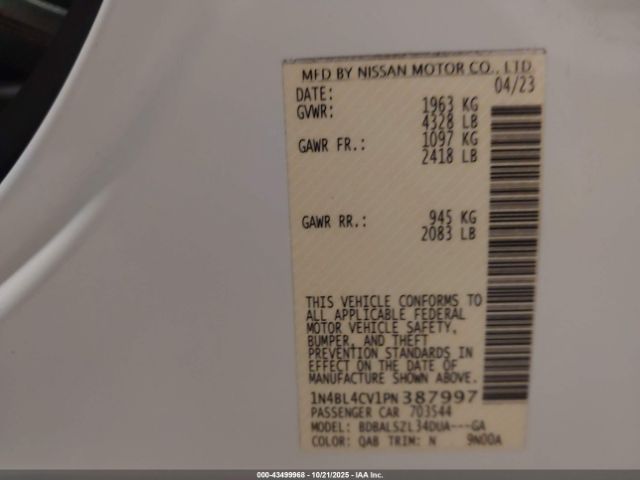 MFD BY NISSAN MOTOR CO., LTD.
DATE: 04/23
GVWR: 1963 KG
4328 LB
GAWR FR.: 1097 KG
2418 LB
GAWR RR.: 945 KG
2083 LB
THIS VEHICLE CONFORMS TO
ALL APPLICABLE FEDERAL
MOTOR VEHICLE SAFETY,
BUMPER, AND THEFT
PREVENTION STANDARDS IN
EFFECT ON THE DATE OF
MANUFACTURE SHOWN ABOVE.
1N4BL4CV1PN387997
PASSENGER CAR 703544
MODEL: BDBALSZL34DUA---GA
COLOR: QAB TRIM: N 9N00A
000-43499968 - 10/21/2025 - IAAI.com